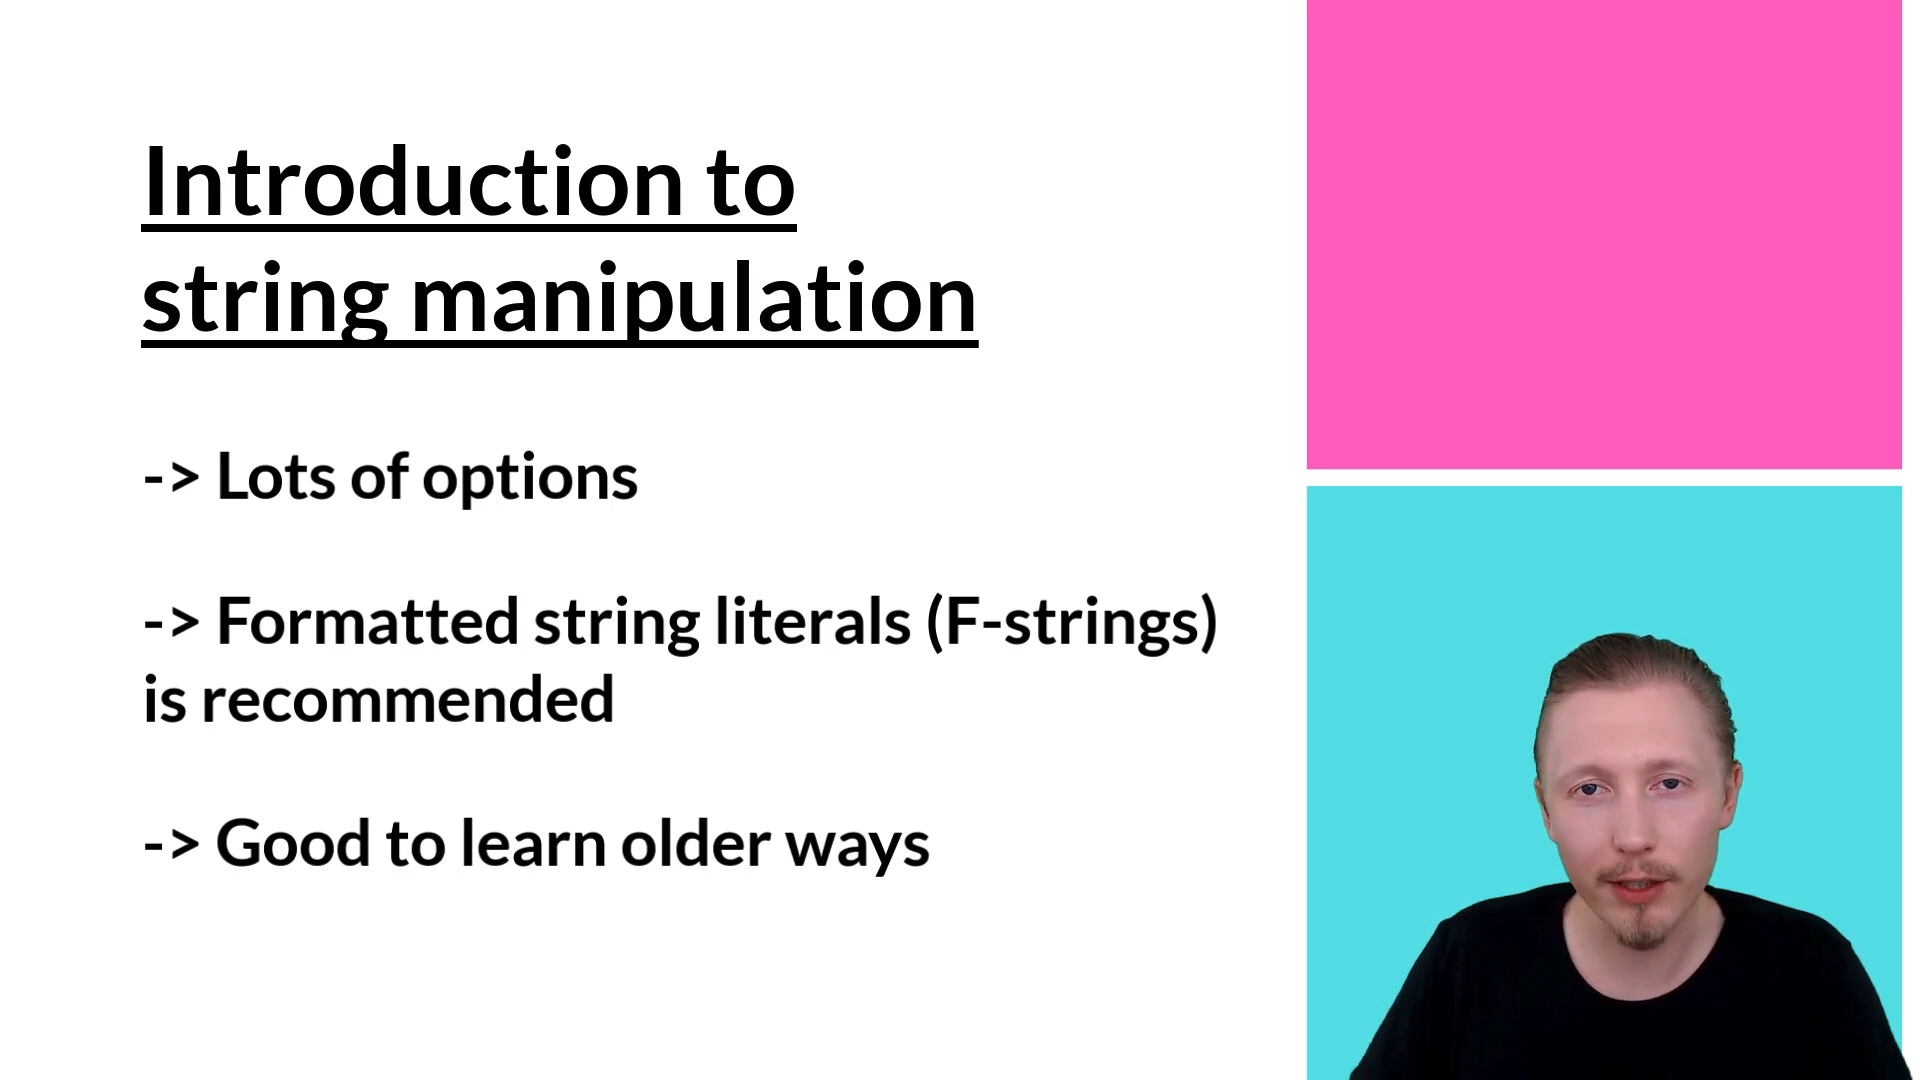 Introduction to
string manipulation
-> Lots of options
-> Formatted string literals (F-strings)
is recommended
-> Good to learn older ways